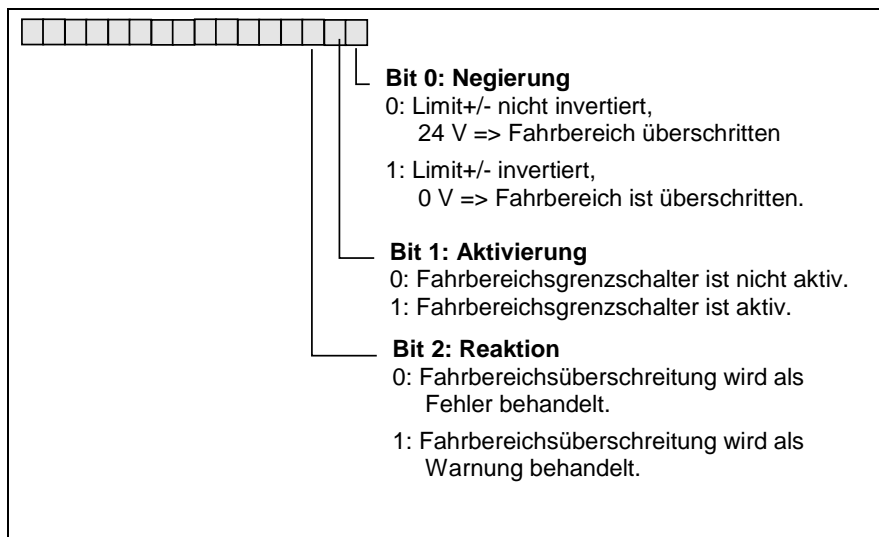 Bit 0: Negierung
0: Limit+/- nicht invertiert,
24 V => Fahrbereich überschritten
1: Limit+/- invertiert,
0 V => Fahrbereich ist überschritten.
Bit 1: Aktivierung
0: Fahrbereichsgrenzschalter ist nicht aktiv.
1: Fahrbereichsgrenzschalter ist aktiv.
Bit 2: Reaktion
0: Fahrbereichsüberschreitung wird als
Fehler behandelt.
1: Fahrbereichsüberschreitung wird als
Warnung behandelt.